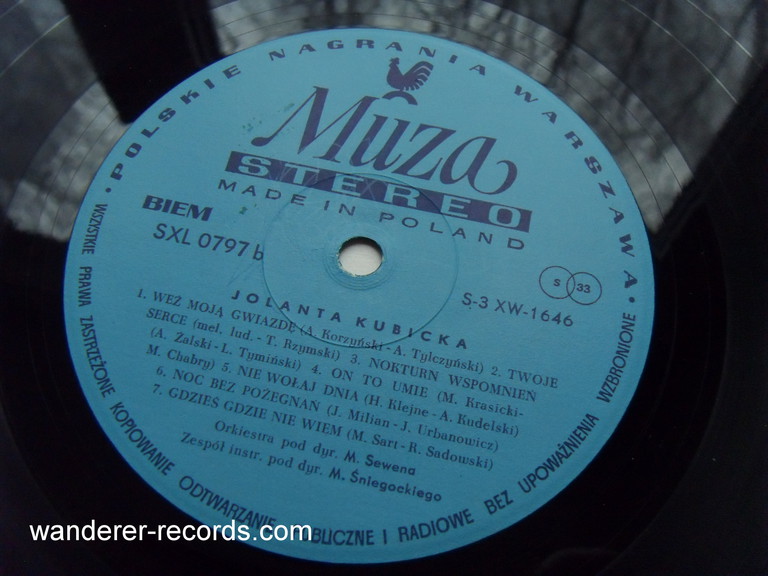 • POLSKIE NAGRANIA WARSZAWA •
Muza
STEREO
MADE IN POLAND
BIEM
SXL 0797 b
S 33
S-3 XW-1646
JOLANTA KUBICKA
1. WEŹ MOJĄ GWIAZDĘ (A. Korzyński - A. Tylczyński) 2. TWOJE
SERCE (mel. lud. - T. Rzymski) 3. NOKTURN WSPOMNIEŃ
(A. Żalski - L. Tymiński) 4. ON TO UMIE (M. Krasicki-
M. Chabry) 5. NIE WOŁAJ DNIA (H. Klejne - A. Kudelski)
6. NOC BEZ POŻEGNAŃ (J. Milian - J. Urbanowicz)
7. GDZIEŚ GDZIE NIE WIEM (M. Sart - R. Sadowski)
Orkiestra pod dyr. M. Sewena
Zespół instr. pod dyr. M. Śniegockiego
WSZYSTKIE PRAWA ZASTRZEŻONE KOPIOWANIE ODTWARZANIE PUBLICZNE I RADIOWE BEZ UPOWAŻNIENIA WZBRONIONE
wanderer-records.com